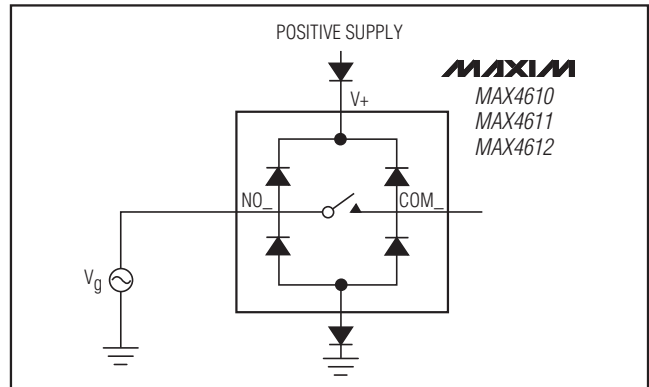 POSITIVE SUPPLY
MAXIM
MAX4610
MAX4611
MAX4612
V+
NO_
COM_
Vg